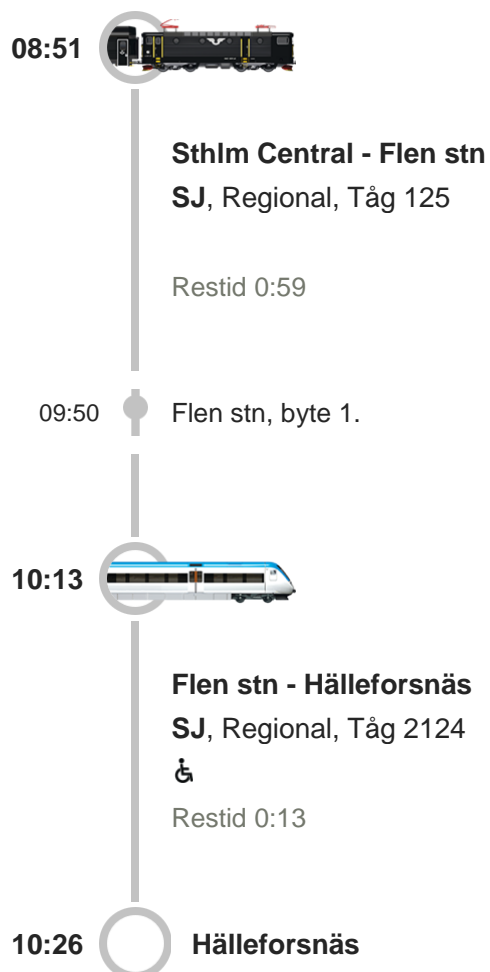 08:51
Sthlm Central - Flen stn
SJ, Regional, Tåg 125
Restid 0:59
09:50 Flen stn, byte 1.
10:13
Flen stn - Hälleforsnäs
SJ, Regional, Tåg 2124
Restid 0:13
10:26 Hälleforsnäs